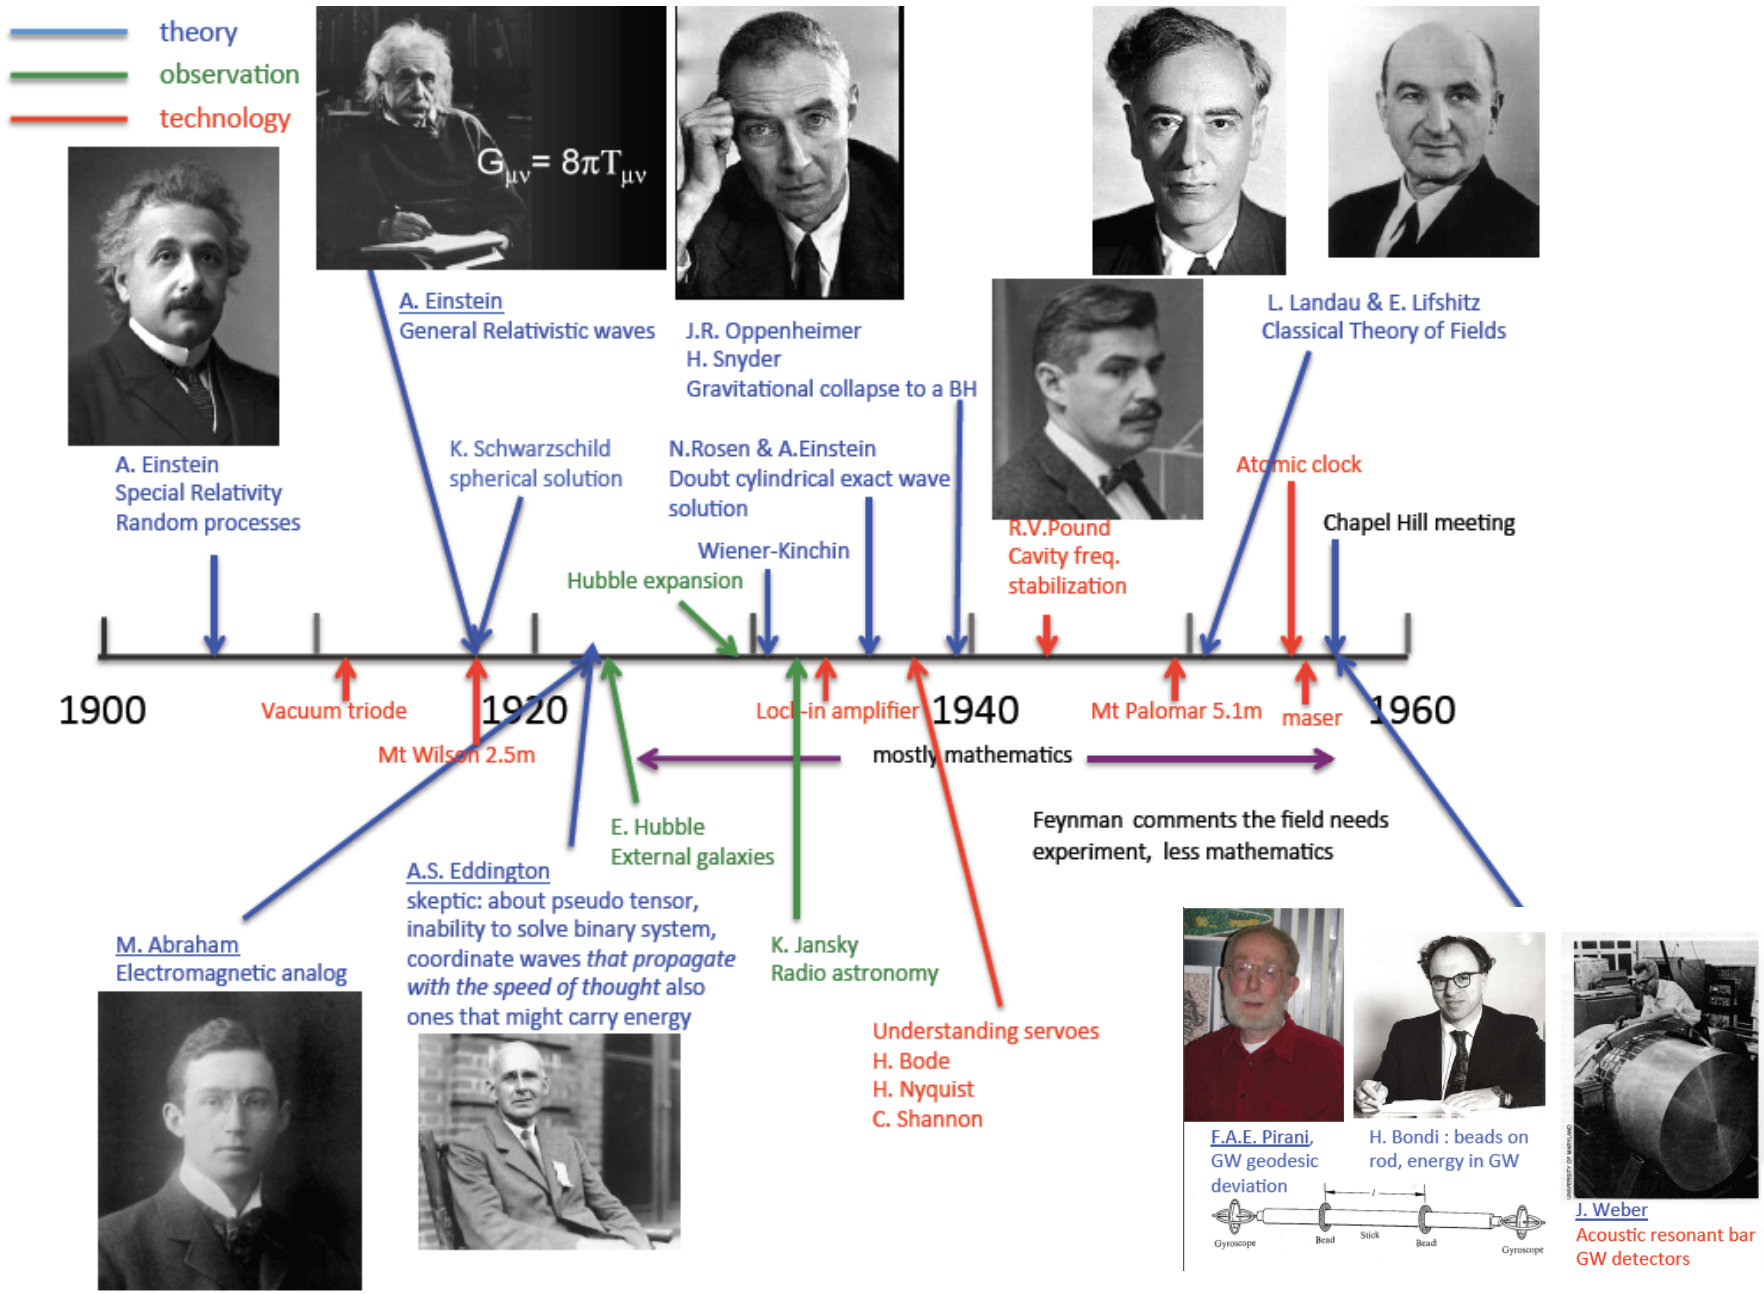 theory
observation
technology
Gμν= 8πTμν
A. Einstein
General Relativistic waves
J.R. Oppenheimer
H. Snyder
Gravitational collapse to a BH
L. Landau & E. Lifshitz
Classical Theory of Fields
A. Einstein
Special Relativity
Random processes
K. Schwarzschild
spherical solution
N.Rosen & A.Einstein
Doubt cylindrical exact wave
solution
Wiener-Kinchin
Hubble expansion
R.V.Pound
Cavity freq.
stabilization
Atomic clock
Chapel Hill meeting
1900
1920
1940
1960
Vacuum triode
Mt Wilson 2.5m
Lock-in amplifier
Mt Palomar 5.1m
maser
mostly mathematics
Feynman comments the field needs
experiment, less mathematics
E. Hubble
External galaxies
A.S. Eddington
skeptic: about pseudo tensor,
inability to solve binary system,
coordinate waves that propagate
with the speed of thought also
ones that might carry energy
M. Abraham
Electromagnetic analog
K. Jansky
Radio astronomy
Understanding servoes
H. Bode
H. Nyquist
C. Shannon
F.A.E. Pirani,
GW geodesic
deviation
H. Bondi : beads on
rod, energy in GW
l
Gyroscope
Bead
Stick
Bead
Gyroscope
UNIVERSITY OF MARYLAND
J. Weber
Acoustic resonant bar
GW detectors